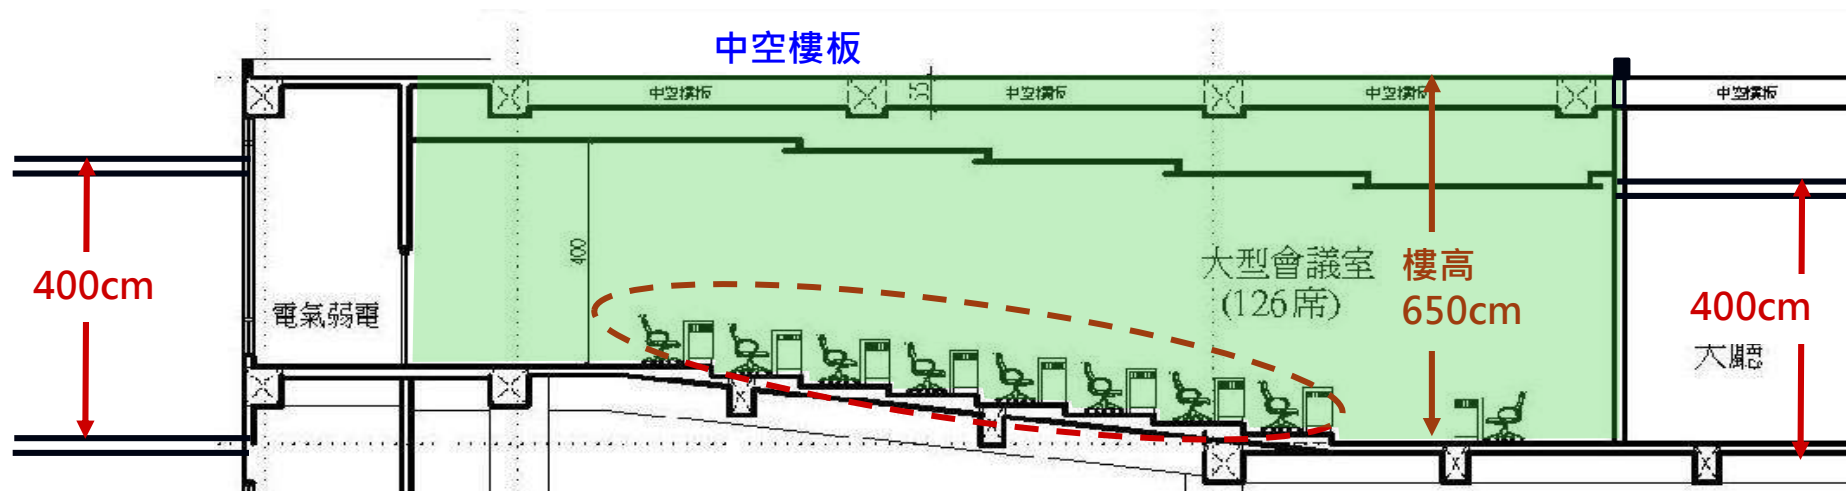 中空樓板
中空樓板
55
中空樓板
中空樓板
中空樓板
400cm
電氣弱電
400
大型會議室
(126席)
樓高
650cm
400cm
大廳